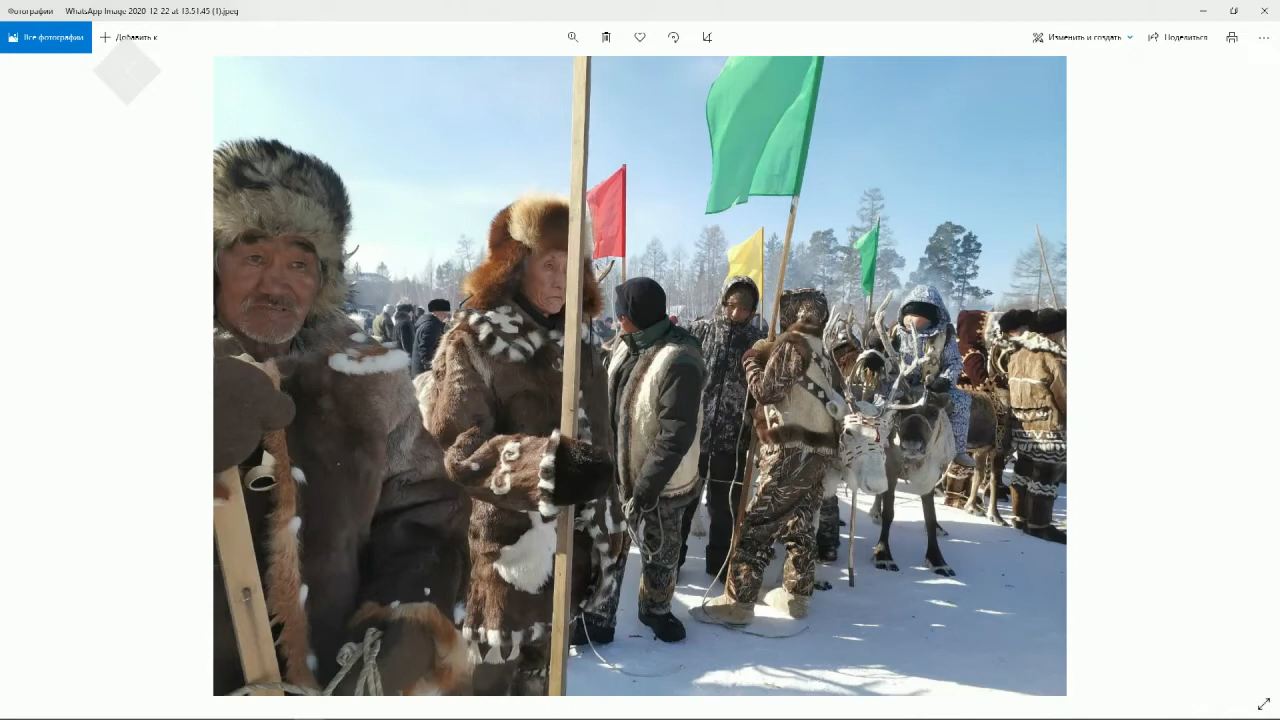 Фотографии WhatsApp Image 2020-12-22 at 13.51.45 (1).jpeg
Все фотографии Добавить к Изменить и создать Поделиться